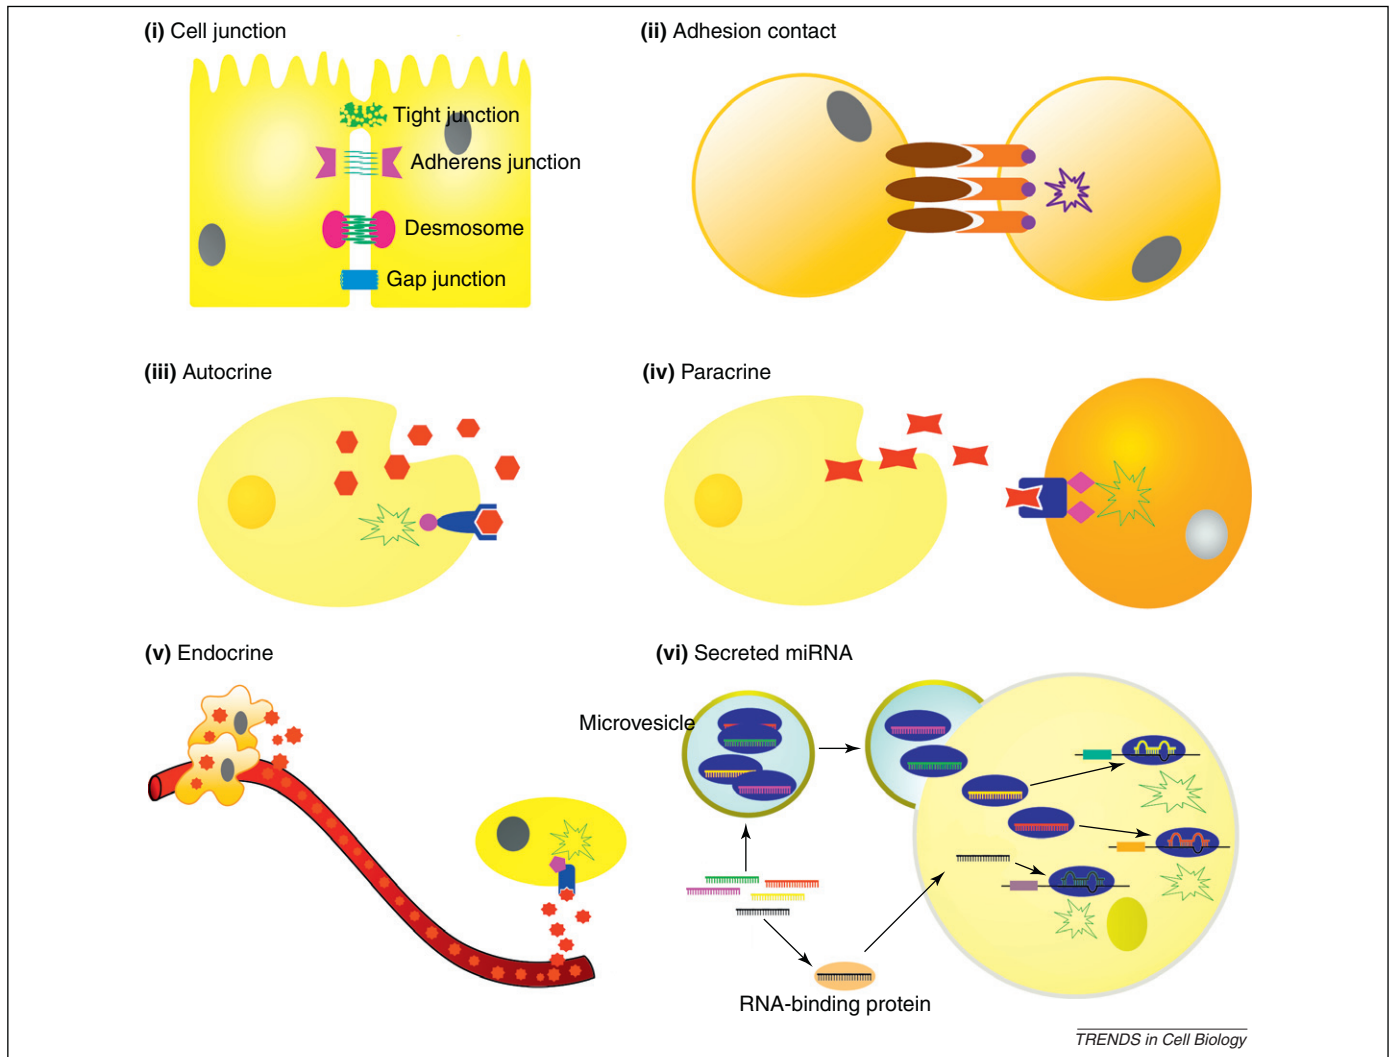 (i) Cell junction
(ii) Adhesion contact
Tight junction
Adherens junction
Desmosome
Gap junction
(iii) Autocrine
(iv) Paracrine
(v) Endocrine
(vi) Secreted miRNA
Microvesicle
RNA-binding protein
TRENDS in Cell Biology